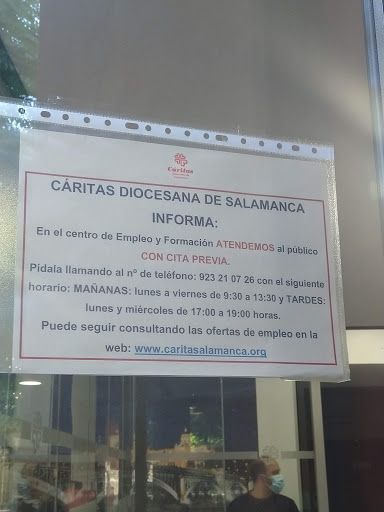 Cáritas
CÁRITAS DIOCESANA DE SALAMANCA
INFORMA:
En el centro de Empleo y Formación ATENDEMOS al público
CON CITA PREVIA.
Pídala llamando al nº de teléfono: 923 21 07 26 con el siguiente
horario: MAÑANAS: lunes a viernes de 9:30 a 13:30 y TARDES:
lunes y miércoles de 17:00 a 19:00 horas.
Puede seguir consultando las ofertas de empleo en la
web: www.caritasalamanca.org